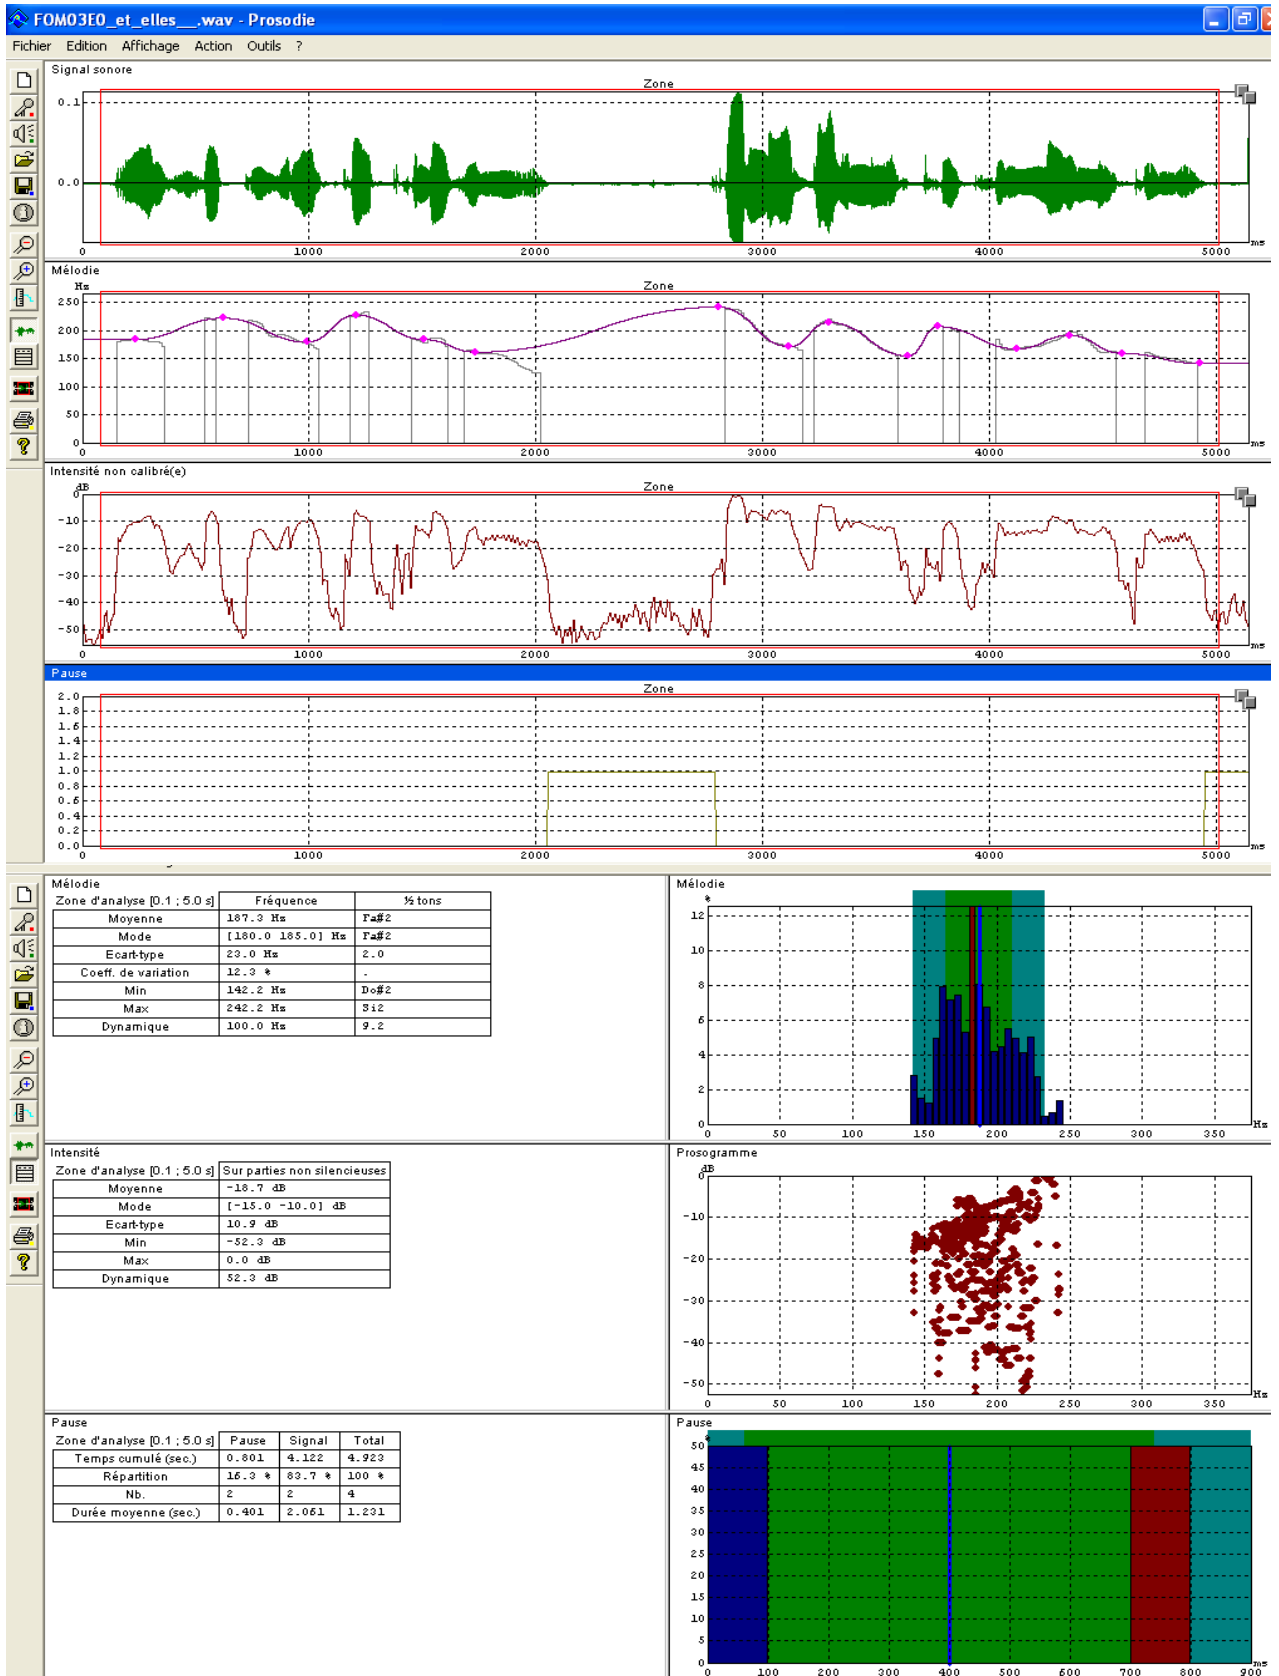 FOM03E0_et_elles__.wav - Prosodie
Fichier Edition Affichage Action Outils ?
Signal sonore
Zone
0.1
0.0
0 1000 2000 3000 4000 5000 ms
Mélodie
Hz
Zone
250
200
150
100
50
0
0 1000 2000 3000 4000 5000 ms
Intensité non calibré(e)
dB
Zone
0
-10
-20
-30
-40
-50
0 1000 2000 3000 4000 5000 ms
Pause
Zone
2.0
1.8
1.6
1.4
1.2
1.0
0.8
0.6
0.4
0.2
0.0
0 1000 2000 3000 4000 5000 ms
Mélodie
Zone d'analyse [0.1 ; 5.0 s] Fréquence ½ tons
Moyenne 187.3 Hz Fa#2
Mode [180.0 185.0] Hz Fa#2
Ecart-type 23.0 Hz 2.0
Coeff. de variation 12.3 % .
Min 142.2 Hz Do#2
Max 242.2 Hz Si2
Dynamique 100.0 Hz 9.2
Mélodie
%
12
10
8
6
4
2
0
0 50 100 150 200 250 300 350 Hz
Intensité
Zone d'analyse [0.1 ; 5.0 s] Sur parties non silencieuses
Moyenne -18.7 dB
Mode [-15.0 -10.0] dB
Ecart-type 10.9 dB
Min -52.3 dB
Max 0.0 dB
Dynamique 52.3 dB
Prosogramme
dB
0
-10
-20
-30
-40
-50
0 50 100 150 200 250 300 350 Hz
Pause
Zone d'analyse [0.1 ; 5.0 s] Pause Signal Total
Temps cumulé (sec.) 0.801 4.122 4.923
Répartition 16.3 % 83.7 % 100 %
Nb. 2 2 4
Durée moyenne (sec.) 0.401 2.061 1.231
Pause
%
50
45
40
35
30
25
20
15
10
5
0
0 100 200 300 400 500 600 700 800 900 ms